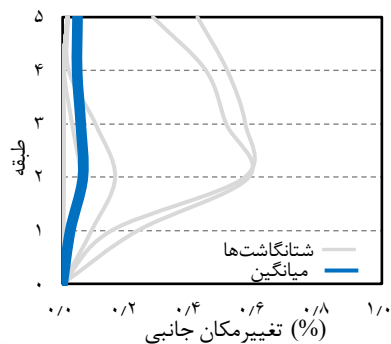 ۵
۴
۳
۲
۱
۰
طبقه
شتانگاشت‌ها
میانگین
۰٫۰ ۰٫۲ ۰٫۴ ۰٫۶ ۰٫۸ ۱٫۰
تغییرمکان جانبی (%)